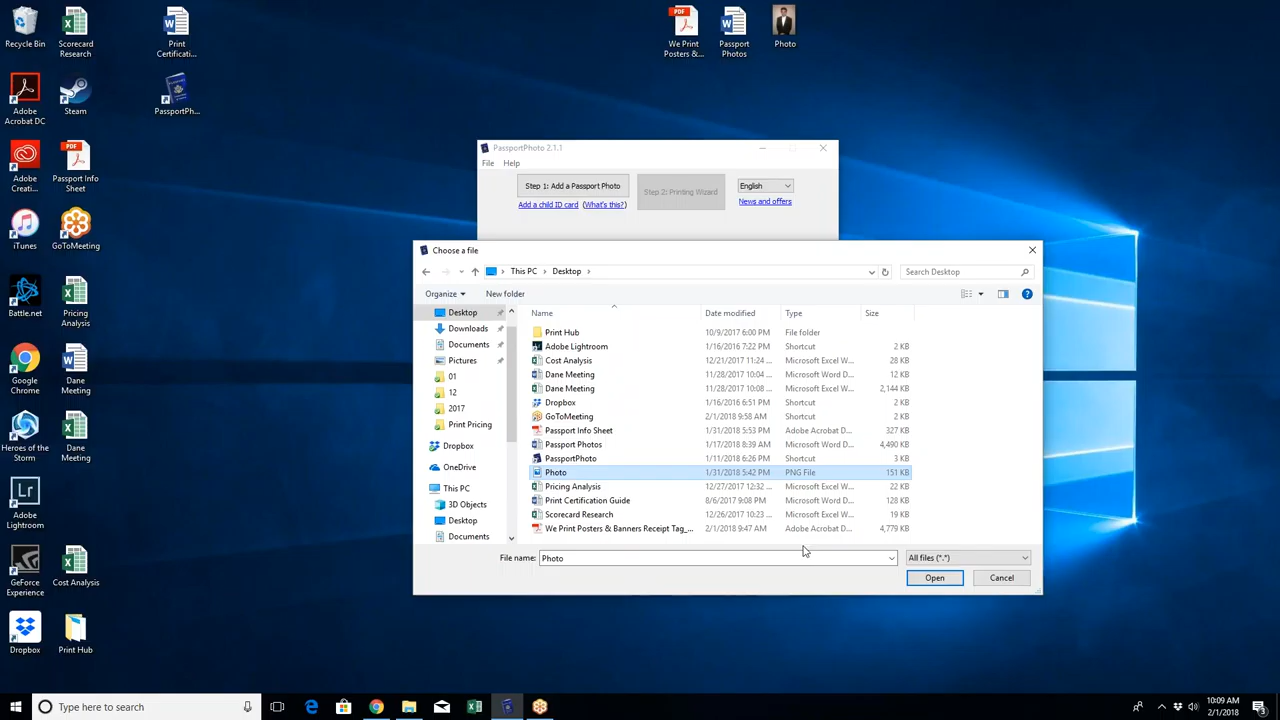 Recycle Bin
Scorecard Research
Print Certificati...
We Print Posters &...
Passport Photos
Photo
Adobe Acrobat DC
Steam
PassportPh...
Adobe Creati...
Passport Info Sheet
iTunes
GoToMeeting
Battle.net
Pricing Analysis
Google Chrome
Dane Meeting
Heroes of the Storm
Dane Meeting
Adobe Lightroom
GeForce Experience
Cost Analysis
Dropbox
Print Hub
PassportPhoto 2.1.1
File Help
Step 1: Add a Passport Photo
Step 2: Printing Wizard
English
Add a child ID card (What's this?)
News and offers
Choose a file
This PC > Desktop >
Search Desktop
Organize New folder
Desktop
Downloads
Documents
Pictures
01
12
2017
Print Pricing
Dropbox
OneDrive
This PC
3D Objects
Desktop
Documents
Name Date modified Type Size
Print Hub 10/9/2017 6:00 PM File folder
Adobe Lightroom 1/16/2016 7:22 PM Shortcut 2 KB
Cost Analysis 12/21/2017 11:24 ... Microsoft Excel W... 28 KB
Dane Meeting 11/28/2017 10:04 ... Microsoft Word D... 12 KB
Dane Meeting 11/28/2017 10:08 ... Microsoft Excel W... 2,144 KB
Dropbox 1/16/2016 6:51 PM Shortcut 2 KB
GoToMeeting 2/1/2018 9:58 AM Shortcut 2 KB
Passport Info Sheet 1/31/2018 5:53 PM Adobe Acrobat D... 327 KB
Passport Photos 1/17/2018 8:39 AM Microsoft Word D... 4,490 KB
PassportPhoto 1/31/2018 6:26 PM Shortcut 3 KB
Photo 1/31/2018 5:42 PM PNG File 151 KB
Pricing Analysis 12/27/2017 12:32 ... Microsoft Excel W... 22 KB
Print Certification Guide 8/6/2017 9:08 PM Microsoft Word D... 128 KB
Scorecard Research 12/26/2017 10:23 ... Microsoft Excel W... 19 KB
We Print Posters & Banners Receipt Tag_... 2/1/2018 9:47 AM Adobe Acrobat D... 4,779 KB
File name: Photo
All files (*.*)
Open Cancel
Type here to search
10:09 AM
2/1/2018